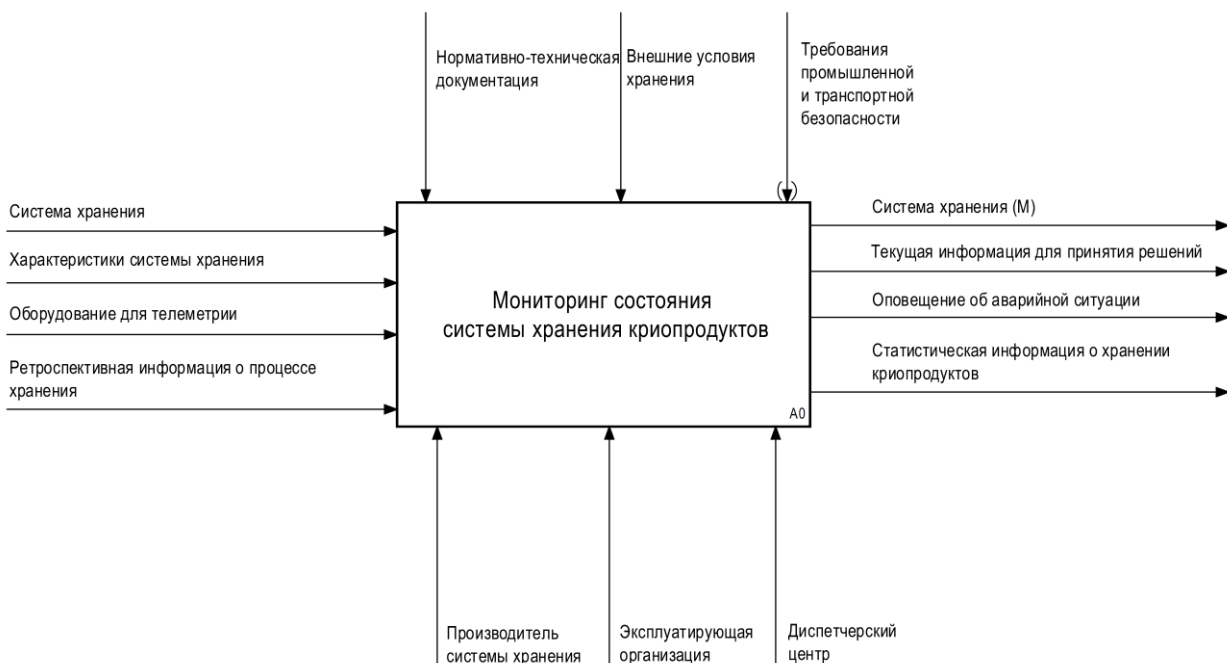 Нормативно-техническая
документация
Внешние условия
хранения
Требования
промышленной
и транспортной
безопасности
Система хранения
Характеристики системы хранения
Оборудование для телеметрии
Ретроспективная информация о процессе
хранения
Мониторинг состояния
системы хранения криопродуктов
A0
Система хранения (М)
Текущая информация для принятия решений
Оповещение об аварийной ситуации
Статистическая информация о хранении
криопродуктов
Производитель
системы хранения
Эксплуатирующая
организация
Диспетчерский
центр